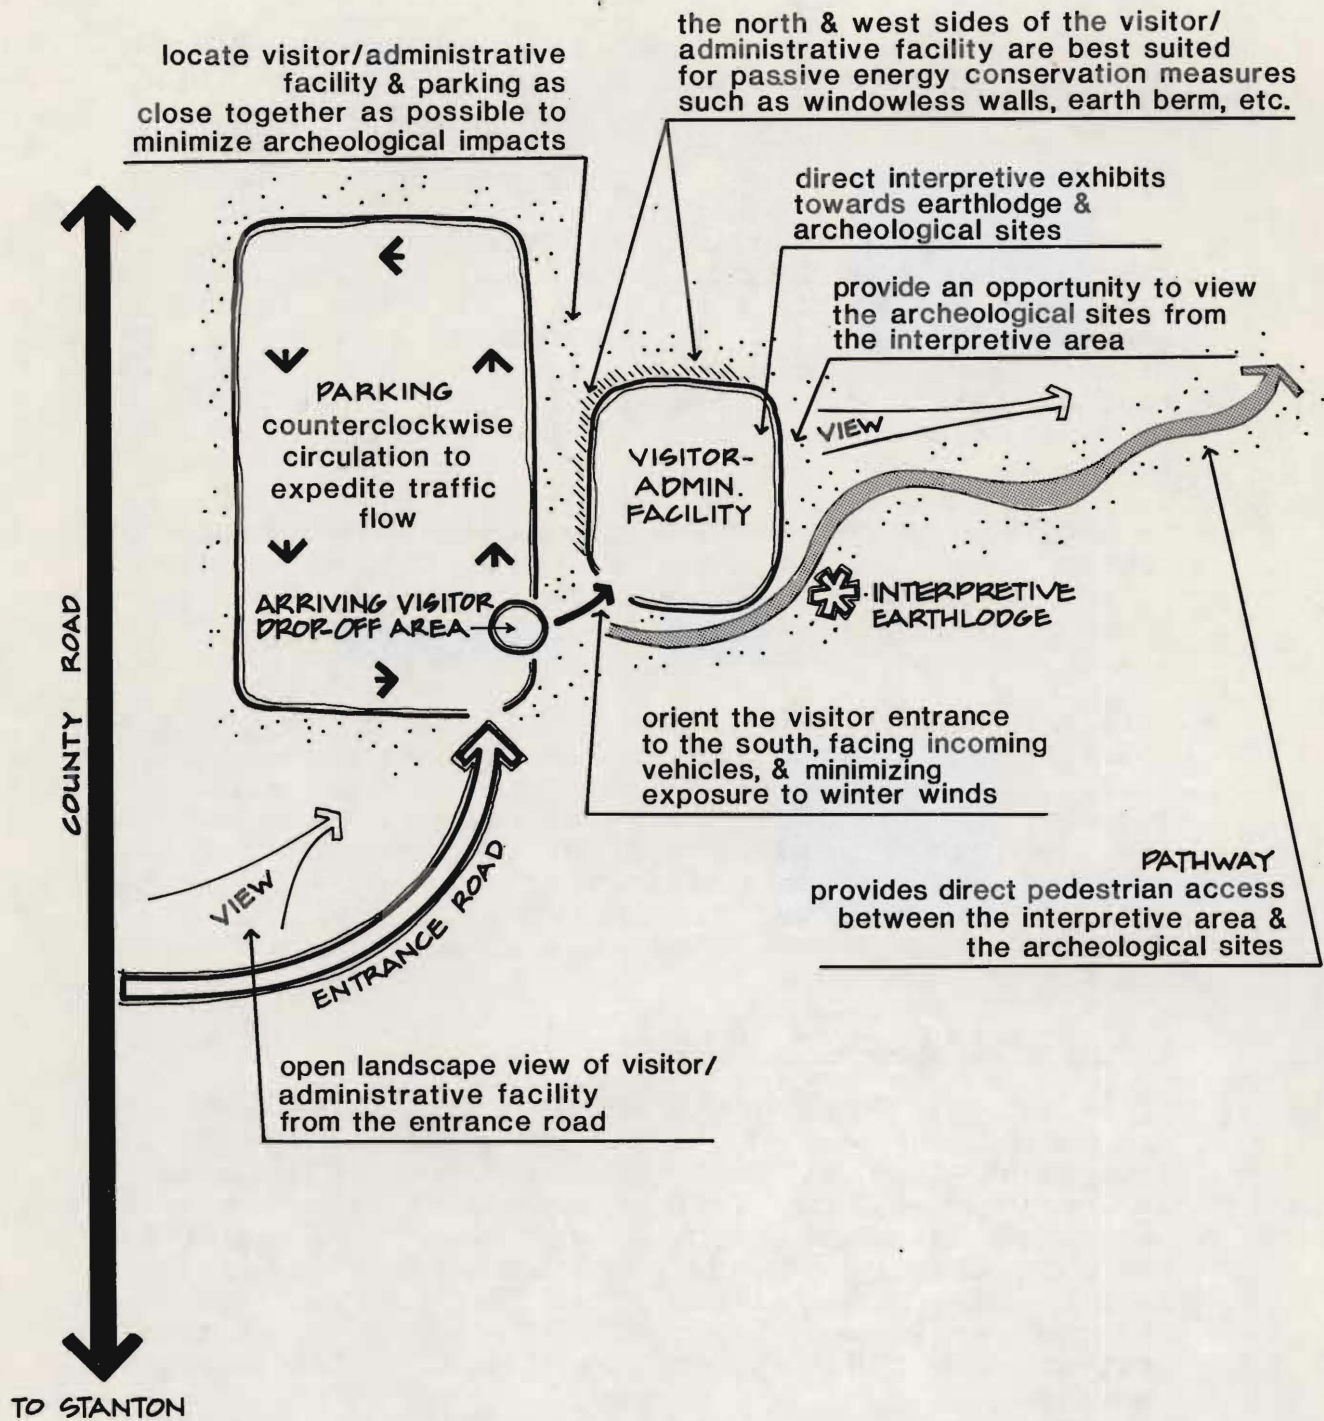 locate visitor/administrative
facility & parking as
close together as possible to
minimize archeological impacts
the north & west sides of the visitor/
administrative facility are best suited
for passive energy conservation measures
such as windowless walls, earth berm, etc.
direct interpretive exhibits
towards earthlodge &
archeological sites
provide an opportunity to view
the archeological sites from
the interpretive area
PARKING
counterclockwise
circulation to
expedite traffic
flow
ARRIVING VISITOR
DROP-OFF AREA
VISITOR-
ADMIN.
FACILITY
VIEW
INTERPRETIVE
EARTHLODGE
COUNTY ROAD
orient the visitor entrance
to the south, facing incoming
vehicles, & minimizing
exposure to winter winds
PATHWAY
provides direct pedestrian access
between the interpretive area &
the archeological sites
VIEW
ENTRANCE ROAD
open landscape view of visitor/
administrative facility
from the entrance road
TO STANTON